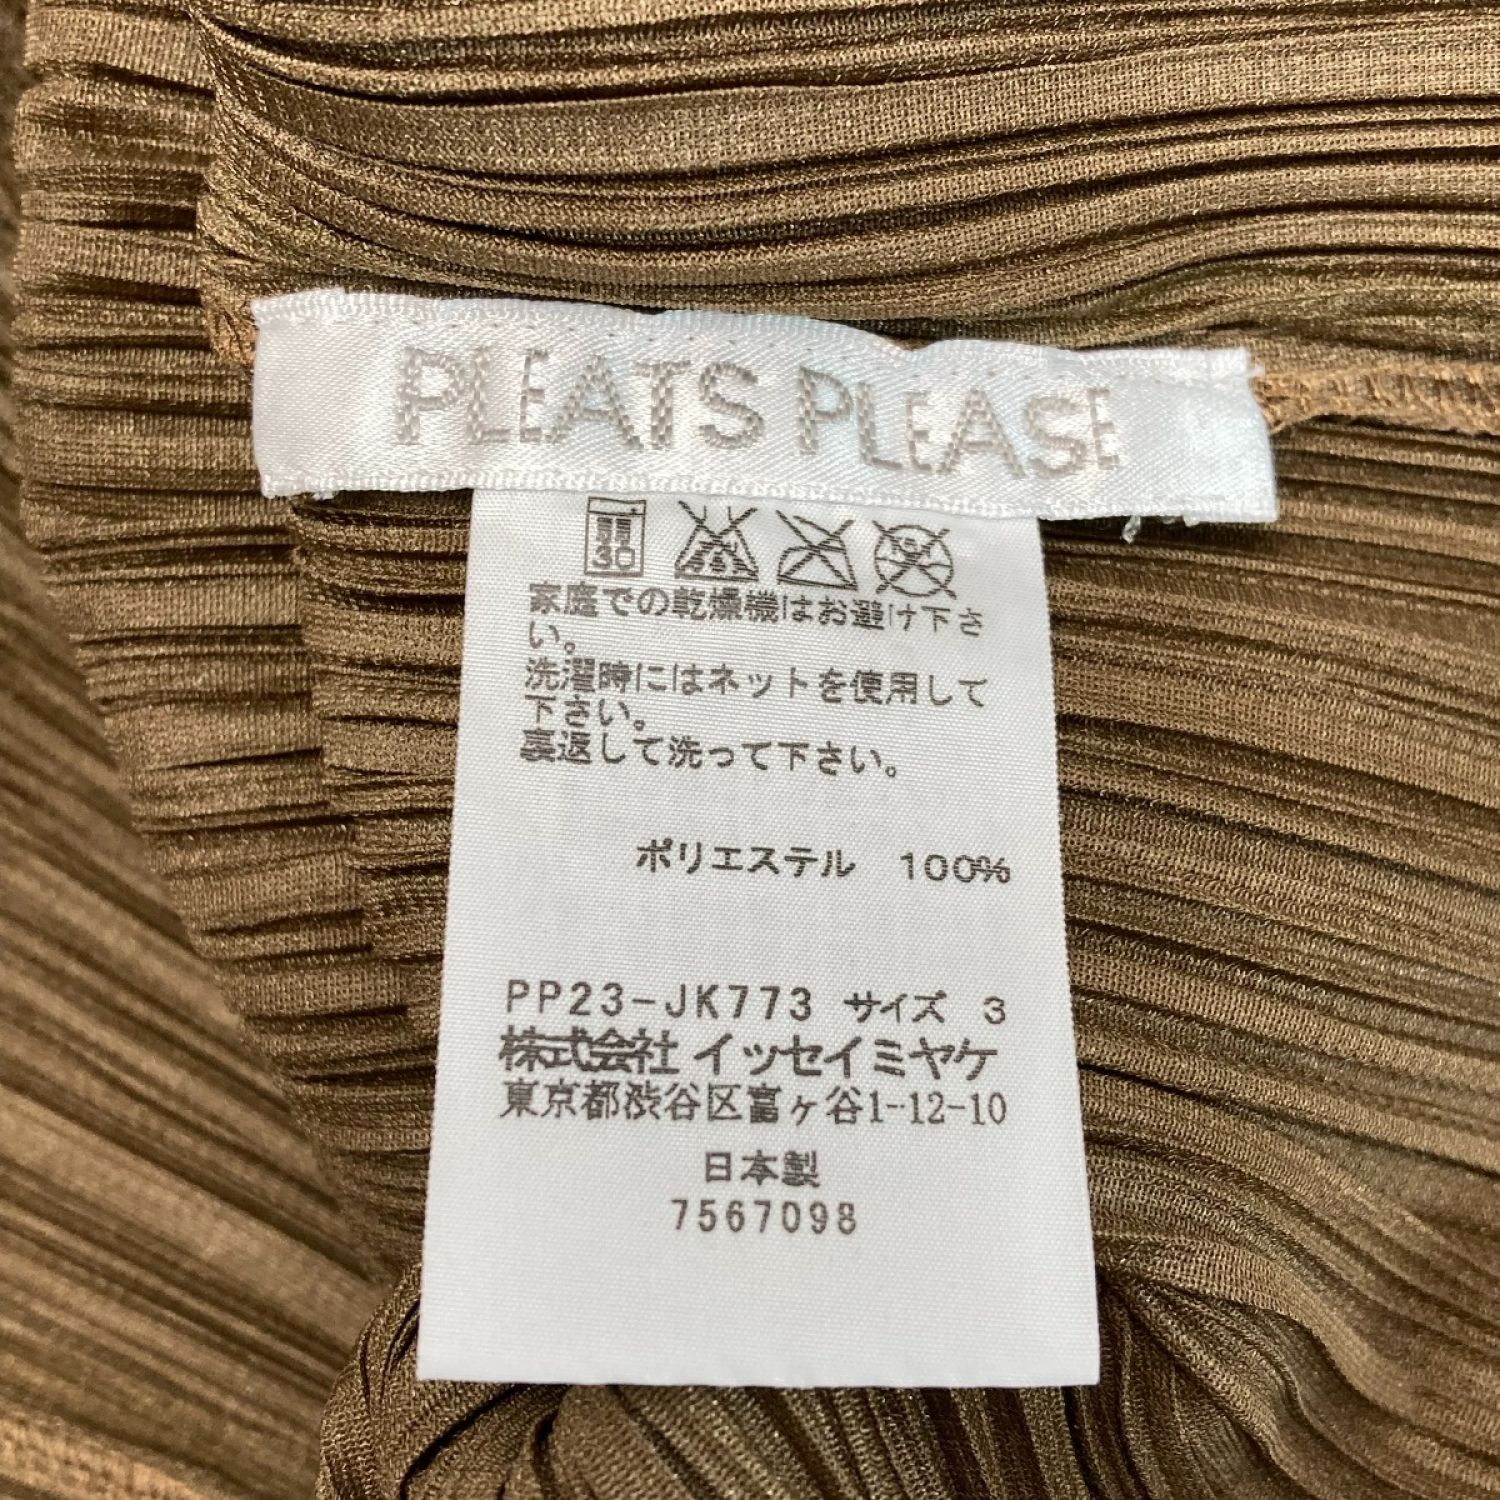 PLEATS PLEASE
弱
30
家庭での乾燥機はお避け下さ
い。
洗濯時にはネットを使用して
下さい。
裏返して洗って下さい。
ポリエステル 100%
PP23-JK773 サイズ 3
株式会社 イッセイミヤケ
東京都渋谷区富ヶ谷1-12-10
日本製
7567098